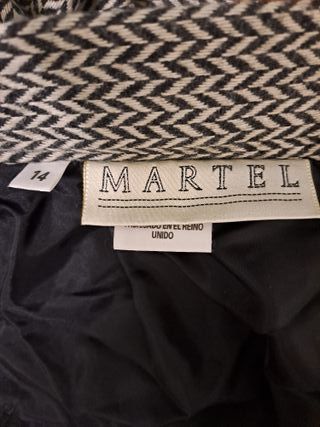 14
MARTEL
EN EL REINO
UNIDO